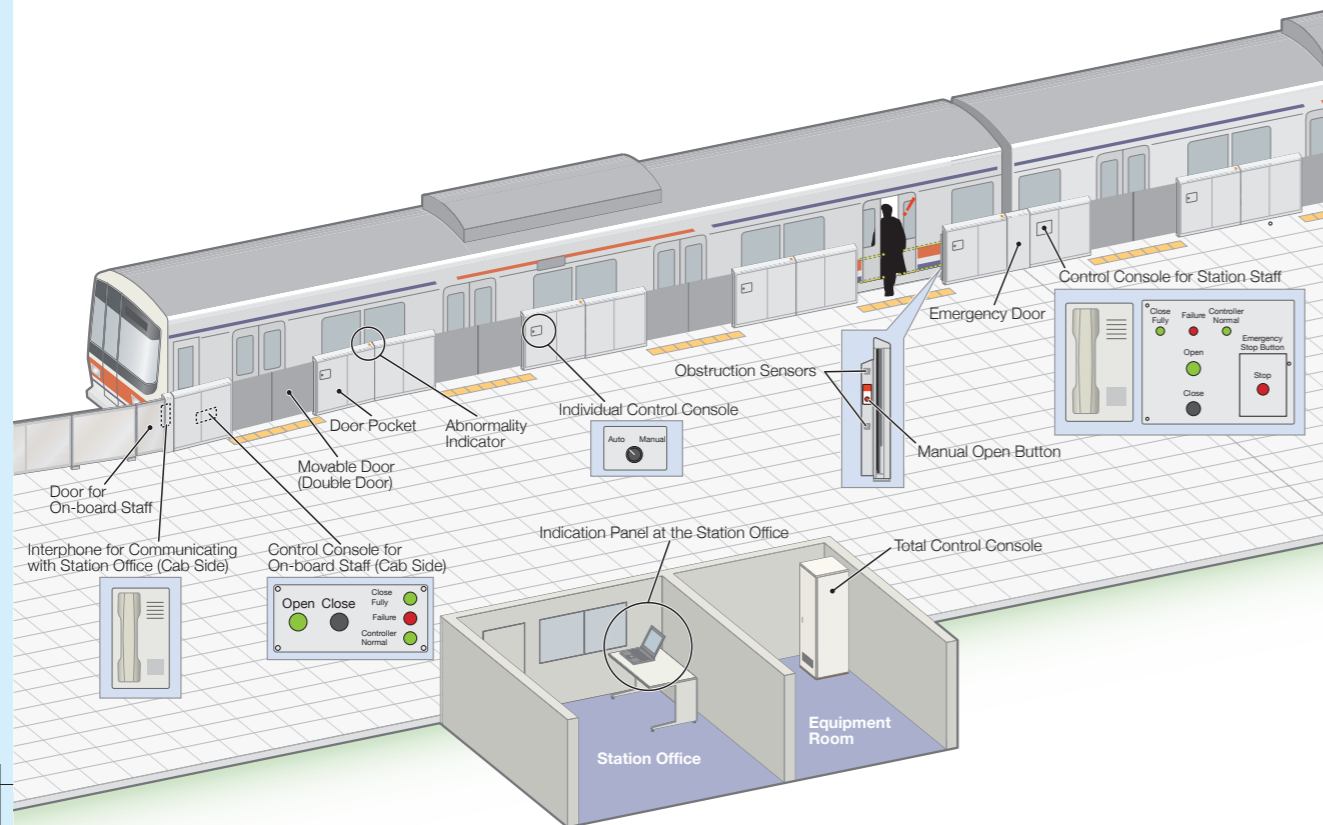 Control Console for Station Staff
Close
Fully
Failure
Controller
Normal
Emergency
Stop Button
Open
Stop
Close
Emergency Door
Obstruction Sensors
Manual Open Button
Individual Control Console
Auto
Manual
Door Pocket
Abnormality
Indicator
Movable Door
(Double Door)
Door for
On-board Staff
Interphone for Communicating
with Station Office (Cab Side)
Control Console for
On-board Staff (Cab Side)
Open
Close
Close
Fully
Failure
Controller
Normal
Indication Panel at the Station Office
Total Control Console
Station Office
Equipment
Room